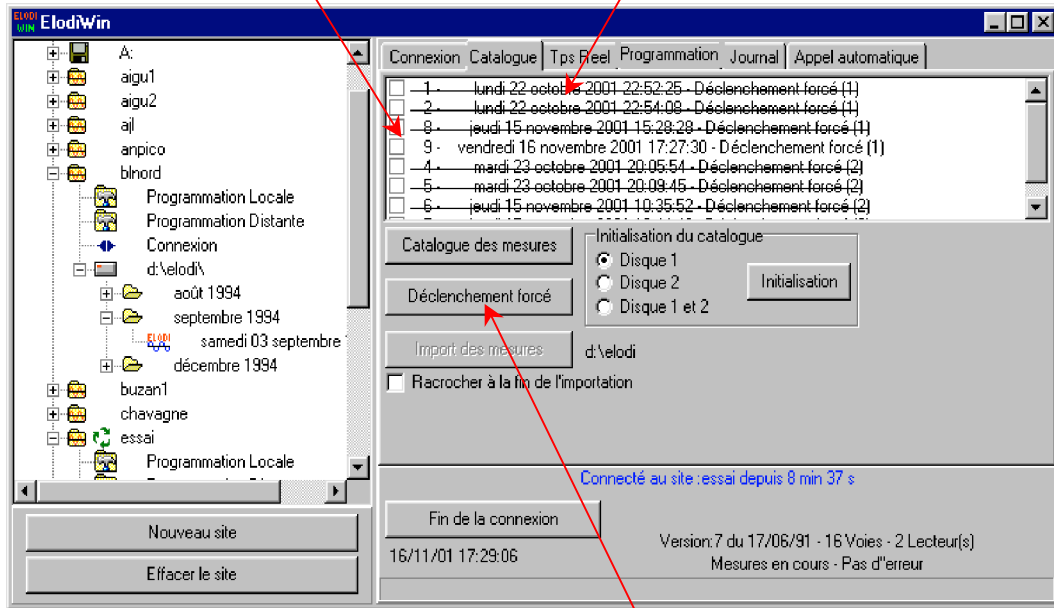 ELODI WIN ElodiWin
A:
aigu1
aigu2
ajl
anpico
blnord
Programmation Locale
Programmation Distante
Connexion
d:\elodi\
août 1994
septembre 1994
ELODI samedi 03 septembre
décembre 1994
buzan1
chavagne
essai
Programmation Locale
Nouveau site
Effacer le site
Connexion Catalogue Tps Reel Programmation Journal Appel automatique
1 - lundi 22 octobre 2001 22:52:25 - Déclenchement forcé (1)
2 - lundi 22 octobre 2001 22:54:08 - Déclenchement forcé (1)
8 - jeudi 15 novembre 2001 15:28:28 - Déclenchement forcé (1)
9 - vendredi 16 novembre 2001 17:27:30 - Déclenchement forcé (1)
4 - mardi 23 octobre 2001 20:05:54 - Déclenchement forcé (2)
5 - mardi 23 octobre 2001 20:09:45 - Déclenchement forcé (2)
6 - jeudi 15 novembre 2001 10:35:52 - Déclenchement forcé (2)
Catalogue des mesures
Initialisation du catalogue
Disque 1
Disque 2
Disque 1 et 2
Initialisation
Déclenchement forcé
Import des mesures
d:\elodi
Racrocher à la fin de l'importation
Connecté au site :essai depuis 8 min 37 s
Fin de la connexion
16/11/01 17:29:06
Version:7 du 17/06/91 - 16 Voies - 2 Lecteur(s)
Mesures en cours - Pas d''erreur